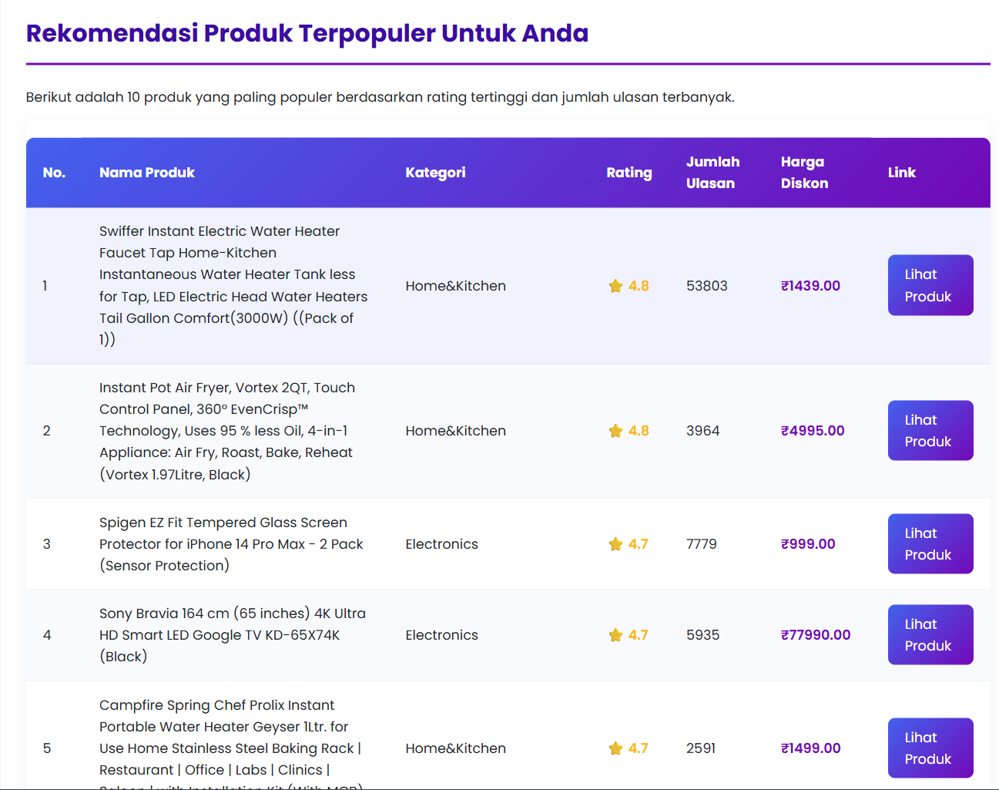 Rekomendasi Produk Terpopuler Untuk Anda
Berikut adalah 10 produk yang paling populer berdasarkan rating tertinggi dan jumlah ulasan terbanyak.
No.
Nama Produk
Kategori
Rating
Jumlah
Ulasan
Harga
Diskon
Link
1
Swiffer Instant Electric Water Heater
Faucet Tap Home-Kitchen
Instantaneous Water Heater Tank less
for Tap, LED Electric Head Water Heaters
Tail Gallon Comfort(3000W) ((Pack of
1))
Home&Kitchen
⭐ 4.8
53803
₹1439.00
Lihat
Produk
2
Instant Pot Air Fryer, Vortex 2QT, Touch
Control Panel, 360° EvenCrisp™
Technology, Uses 95 % less Oil, 4-in-1
Appliance: Air Fry, Roast, Bake, Reheat
(Vortex 1.97Litre, Black)
Home&Kitchen
⭐ 4.8
3964
₹4995.00
Lihat
Produk
3
Spigen EZ Fit Tempered Glass Screen
Protector for iPhone 14 Pro Max - 2 Pack
(Sensor Protection)
Electronics
⭐ 4.7
7779
₹999.00
Lihat
Produk
4
Sony Bravia 164 cm (65 inches) 4K Ultra
HD Smart LED Google TV KD-65X74K
(Black)
Electronics
⭐ 4.7
5935
₹77990.00
Lihat
Produk
5
Campfire Spring Chef Prolix Instant
Portable Water Heater Geyser 1Ltr. for
Use Home Stainless Steel Baking Rack |
Restaurant | Office | Labs | Clinics |
Saloon | with Installation Kit (With MCB)
Home&Kitchen
⭐ 4.7
2591
₹1499.00
Lihat
Produk